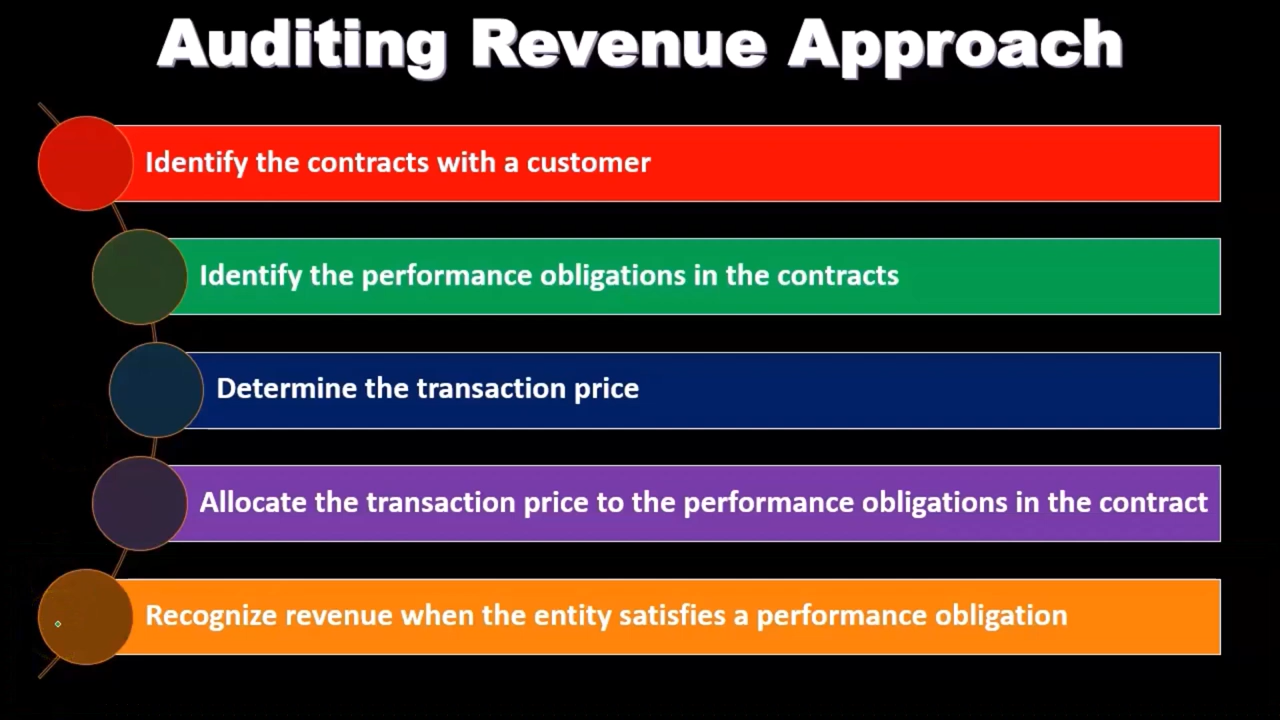 Auditing Revenue Approach
Identify the contracts with a customer
Identify the performance obligations in the contracts
Determine the transaction price
Allocate the transaction price to the performance obligations in the contract
Recognize revenue when the entity satisfies a performance obligation